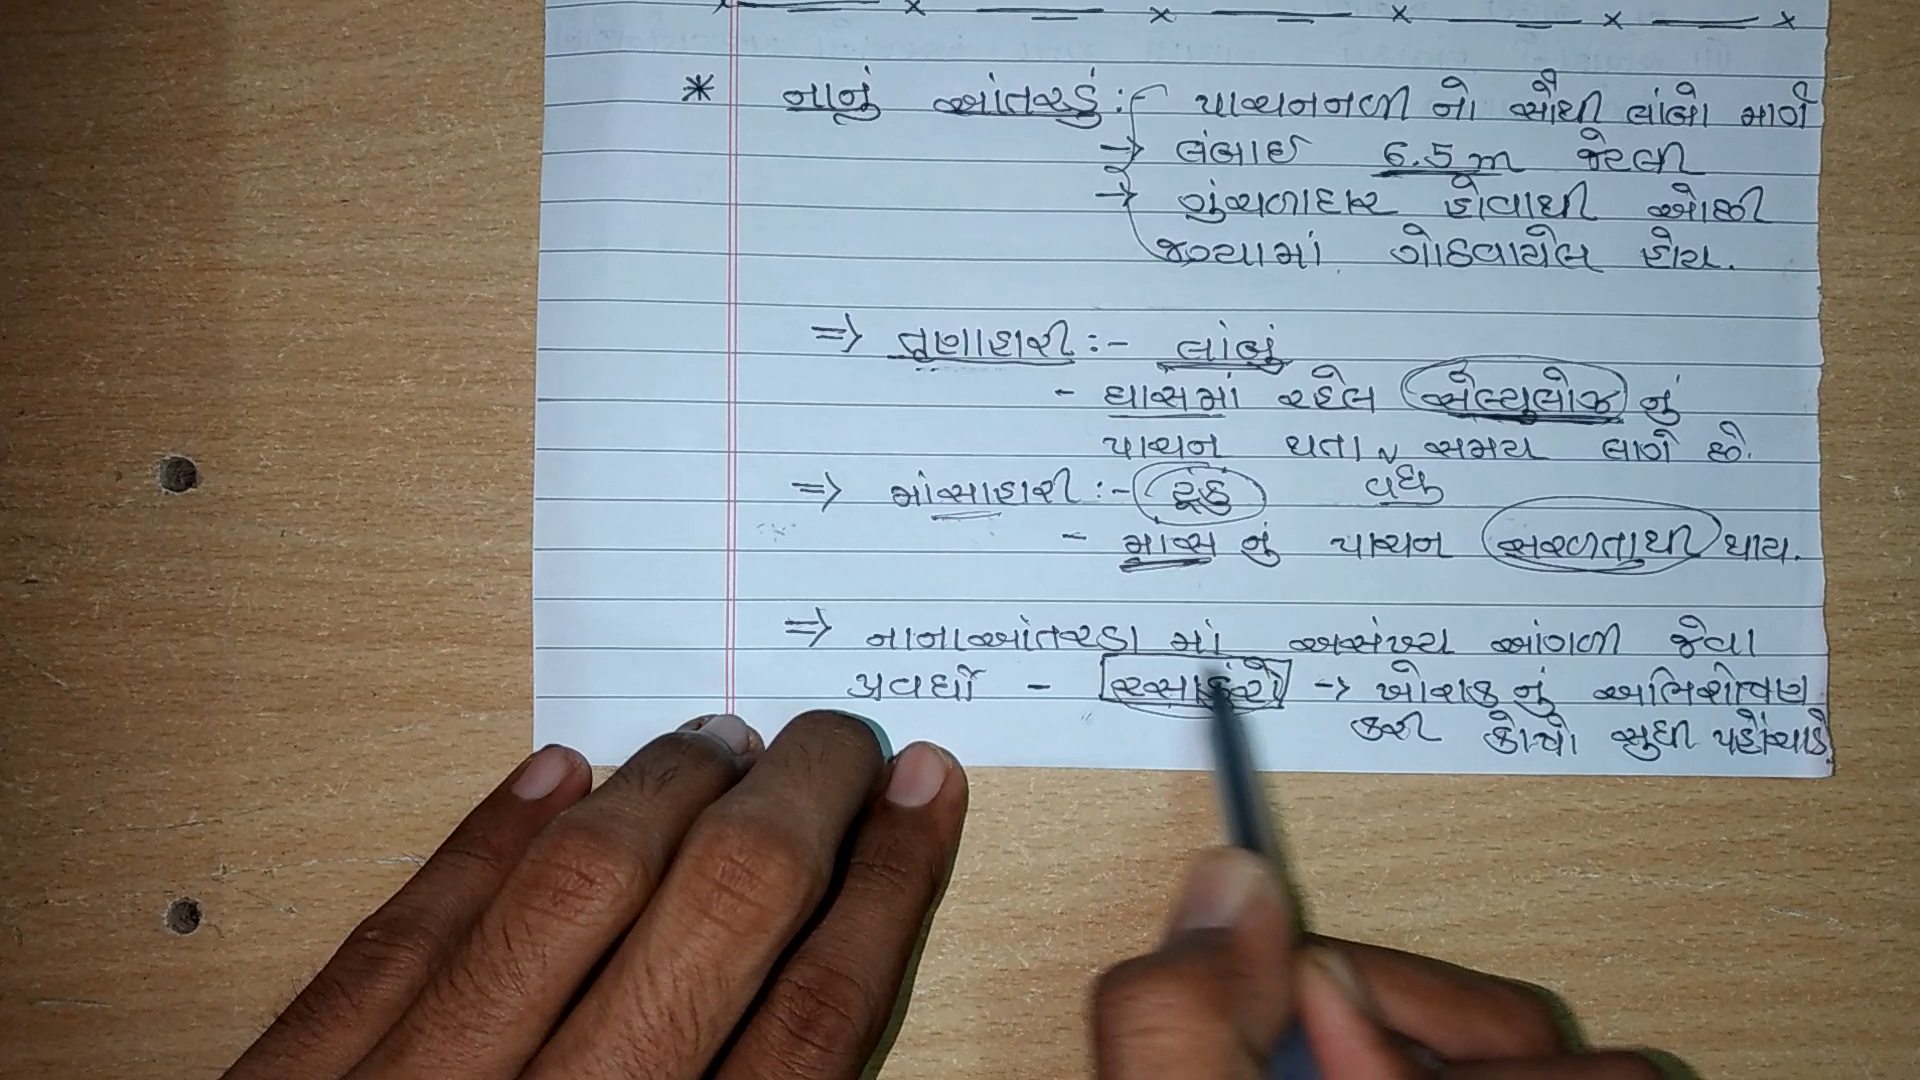 * નાનું આંતરડું :- પાચનનળી નો સૌથી લાંબો ભાગ
→ લંબાઈ 6.5 m જેટલી
→ ગુંચળાદાર હોવાથી ઓછી
જગ્યામાં ગોઠવાયેલ હોય.
⇒ તૃણાહારી :- લાંબું
- ઘાસમાં રહેલ સેલ્યુલોઝ નું
પાચન થતા સમય લાગે છે.
વધુ
⇒ માંસાહારી :- ટૂંકુ
- માંસ નું પાચન સરળતાથી થાય.
⇒ નાનાઆંતરડા માં અસંખ્ય આંગળી જેવા
પ્રવર્ધો - રસાંકુરો → ખોરાક નું અભિશોષણ
કરી કોષો સુધી પહોંચાડે